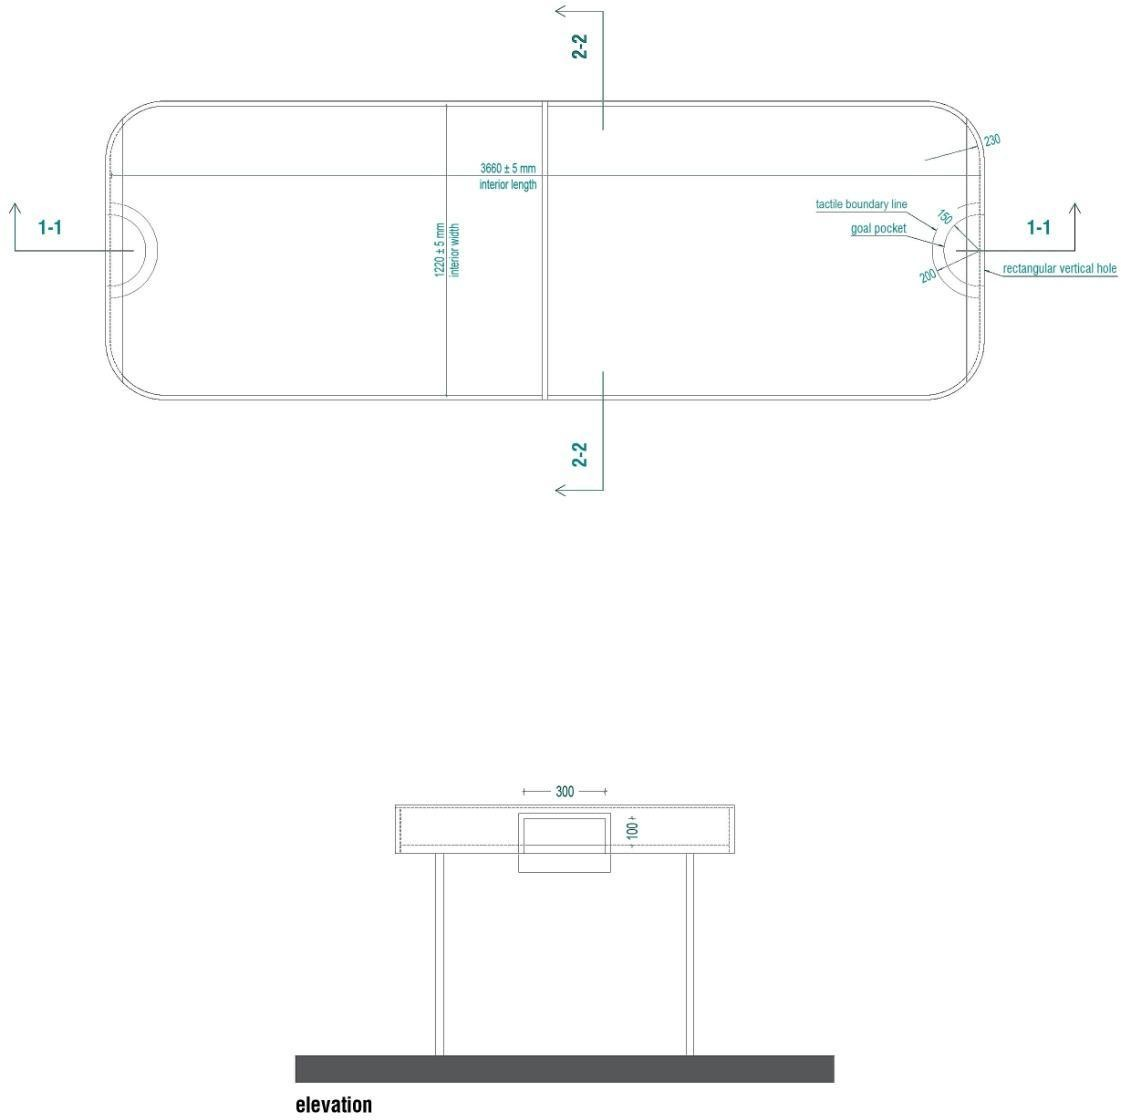 2-2
230
3660 ± 5 mm
interior length
tactile boundary line
150
1-1
goal pocket
1-1
1220 ± 5 mm
interior width
200
rectangular vertical hole
2-2
300
100
elevation